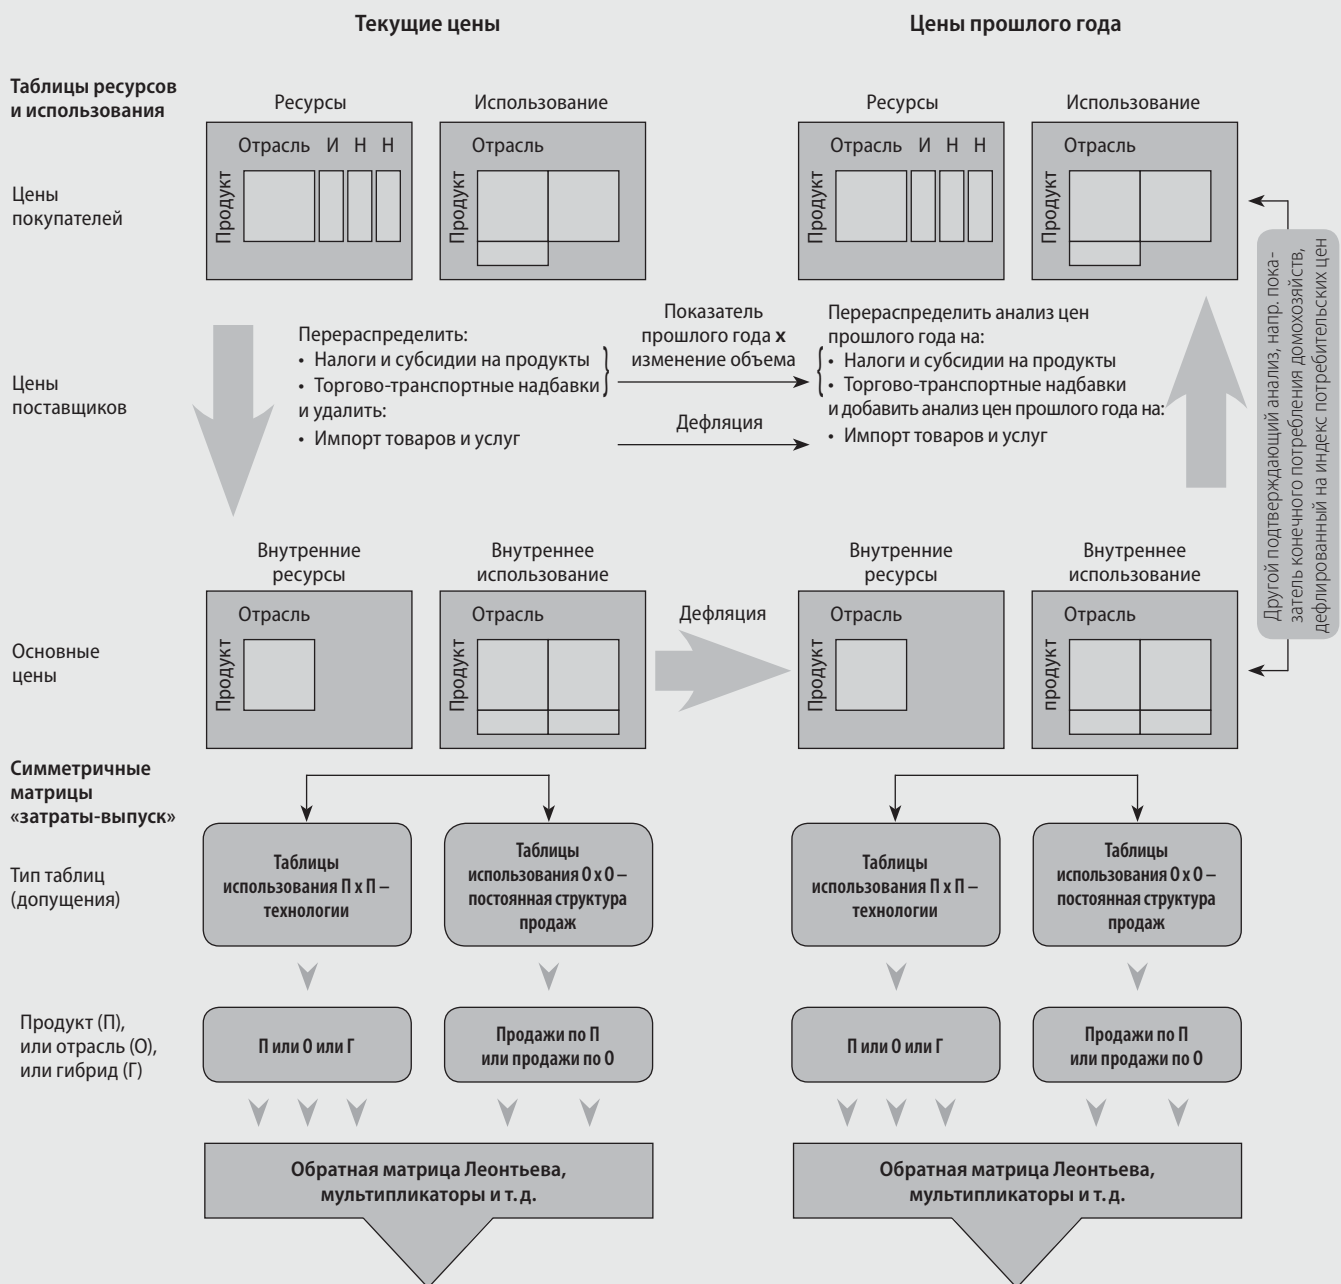 Текущие цены
Цены прошлого года
Таблицы ресурсов
и использования
Ресурсы
Использование
Ресурсы
Использование
Цены
покупателей
Отрасль И Н Н
Продукт
Отрасль
Продукт
Отрасль И Н Н
Продукт
Отрасль
Продукт
Цены
поставщиков
Перераспределить:
• Налоги и субсидии на продукты
• Торгово-транспортные надбавки
и удалить:
• Импорт товаров и услуг
Показатель
прошлого года x
изменение объема
Дефляция
Перераспределить анализ цен
прошлого года на:
• Налоги и субсидии на продукты
• Торгово-транспортные надбавки
и добавить анализ цен прошлого года на:
• Импорт товаров и услуг
Другой подтверждающий анализ, напр. пока-
затель конечного потребления домохозяйств,
дефлированный на индекс потребительских цен
Внутренние
ресурсы
Внутреннее
использование
Внутренние
ресурсы
Внутреннее
использование
Основные
цены
Отрасль
Продукт
Отрасль
Продукт
Дефляция
Отрасль
Продукт
Отрасль
продукт
Симметричные
матрицы
«затраты-выпуск»
Тип таблиц
(допущения)
Таблицы
использования П x П –
технологии
Таблицы
использования О x О –
постоянная структура
продаж
Таблицы
использования П x П –
технологии
Таблицы
использования О x О –
постоянная структура
продаж
Продукт (П),
или отрасль (О),
или гибрид (Г)
П или О или Г
Продажи по П
или продажи по О
П или О или Г
Продажи по П
или продажи по О
Обратная матрица Леонтьева,
мультипликаторы и т. д.
Обратная матрица Леонтьева,
мультипликаторы и т. д.